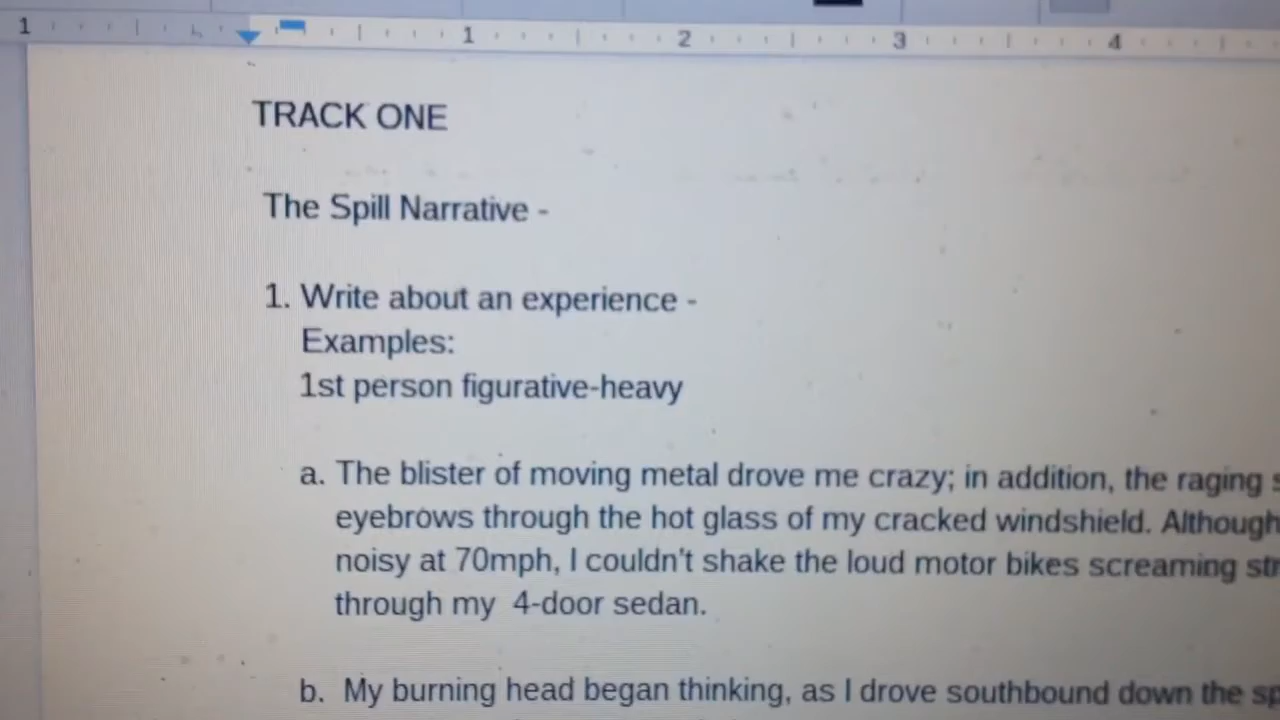 1 1 2 3 4
TRACK ONE
The Spill Narrative -
1. Write about an experience -
Examples:
1st person figurative-heavy
a. The blister of moving metal drove me crazy; in addition, the raging
eyebrows through the hot glass of my cracked windshield. Although
noisy at 70mph, I couldn't shake the loud motor bikes screaming
through my 4-door sedan.
b. My burning head began thinking, as I drove southbound down the